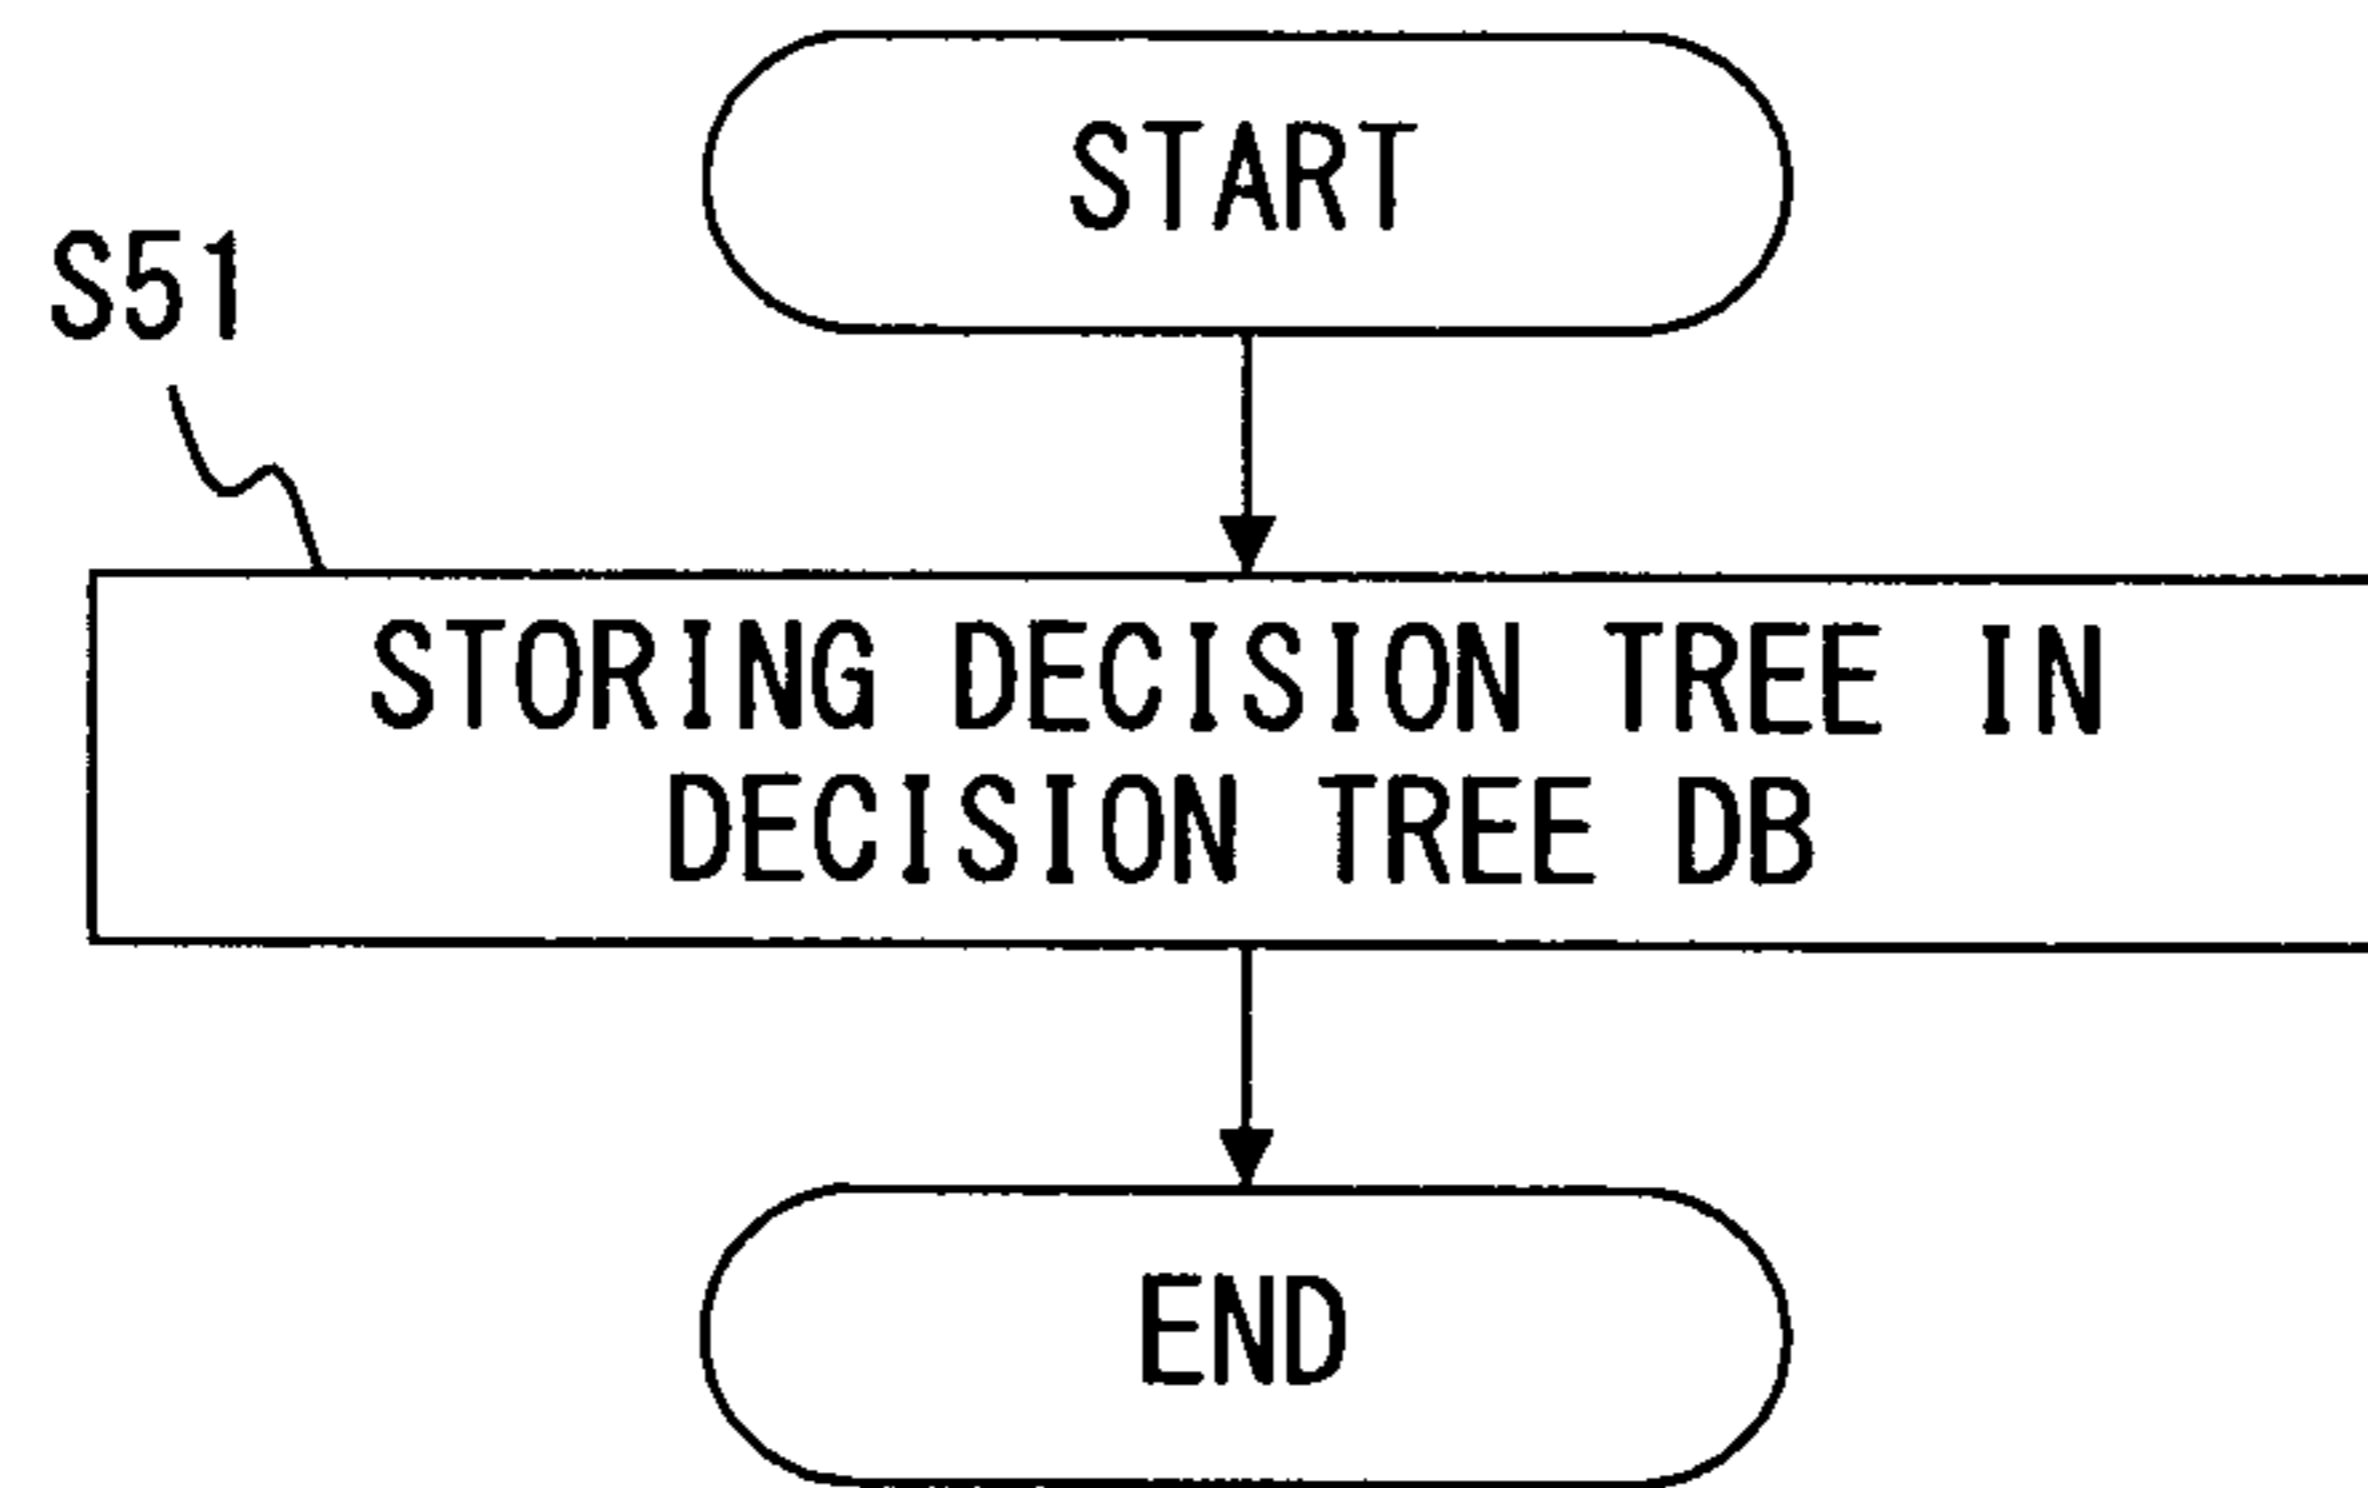 START
S51
STORING DECISION TREE IN
DECISION TREE DB
END